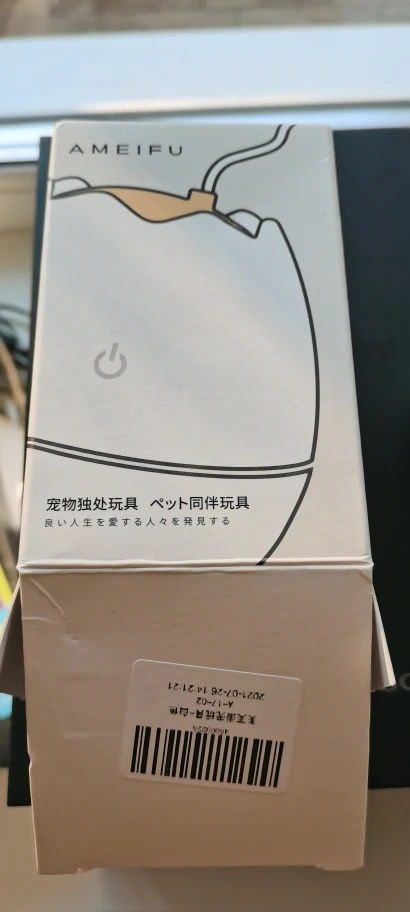 AMEIFU
宠物独处玩具 ペット同伴玩具
良い人生を愛する人々を発見する
2021-07-26 14:21:21
A-17-02